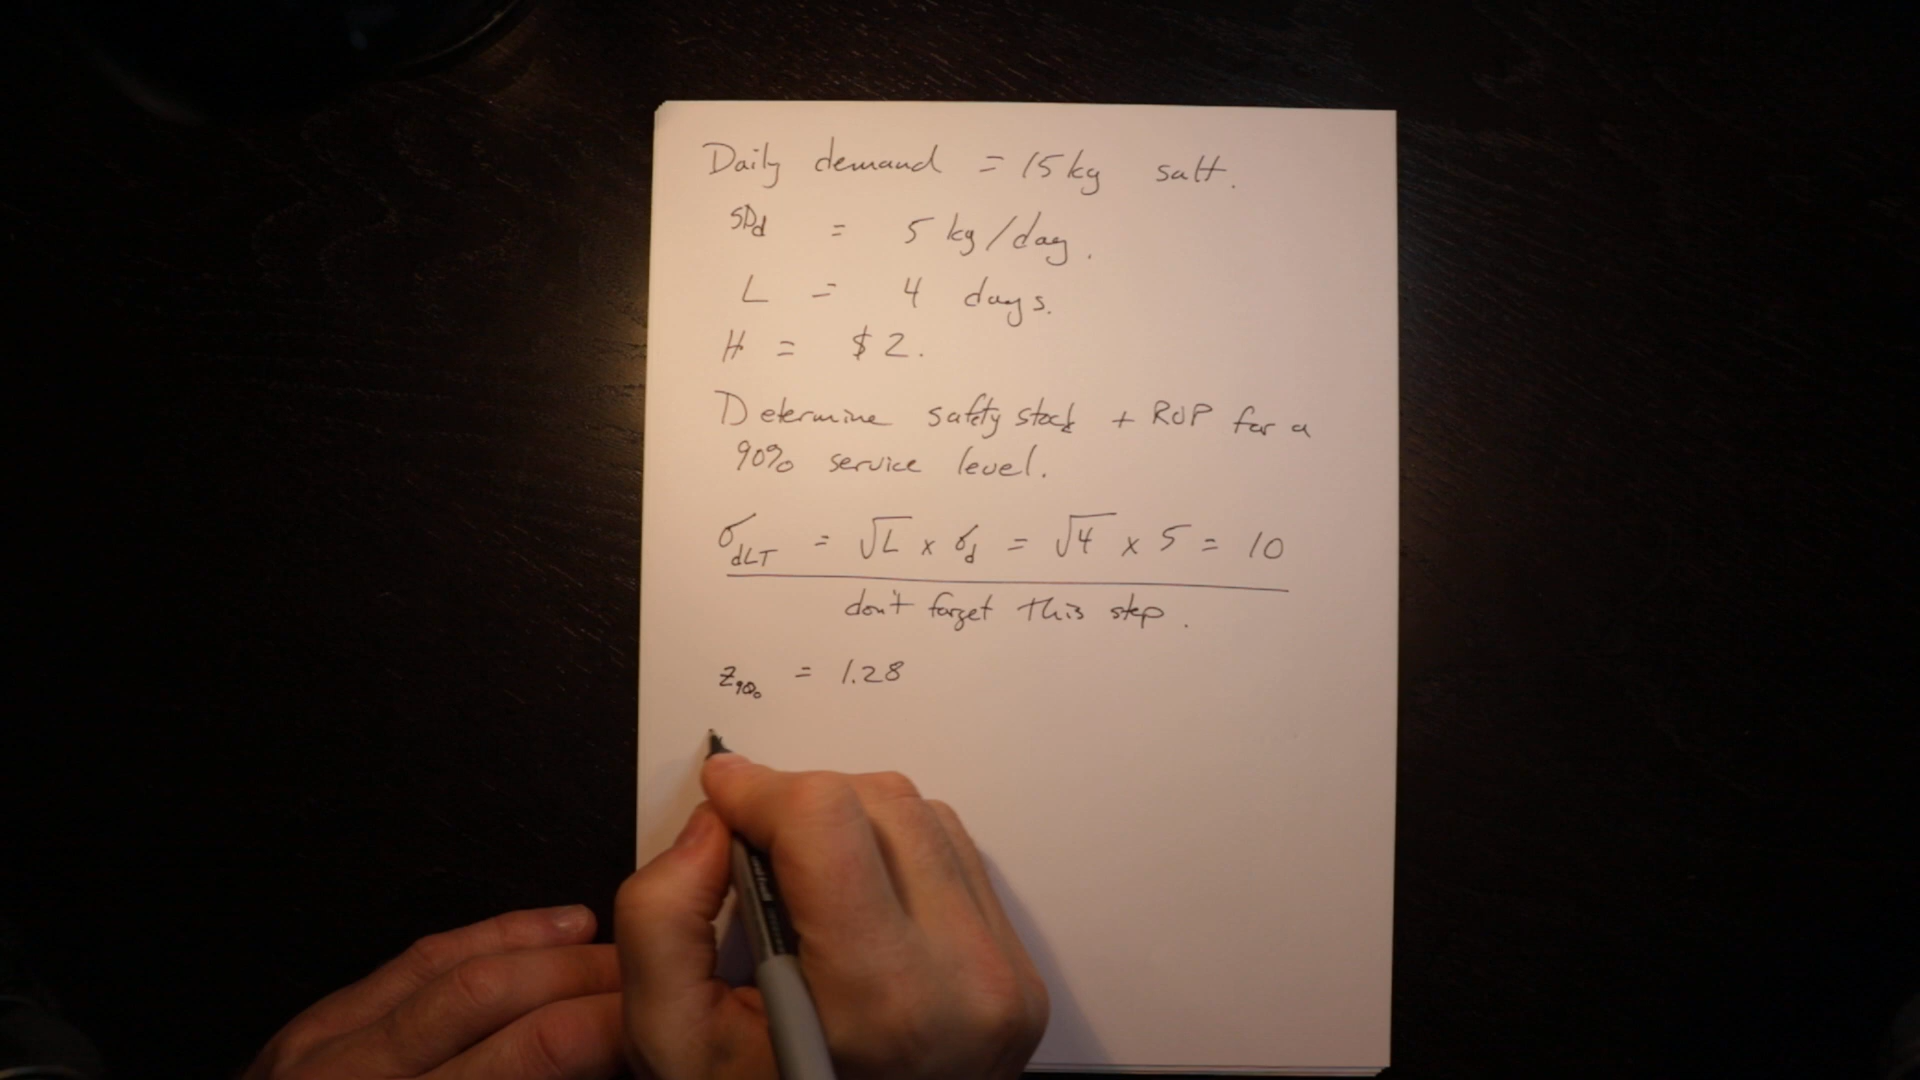 Daily demand = 15 kg salt.
SDd = 5 kg/day.
L = 4 days.
H = $2.
Determine safety stock + ROP for a
90% service level.
σdLT = √L x σd = √4 x 5 = 10
don't forget this step.
z90% = 1.28